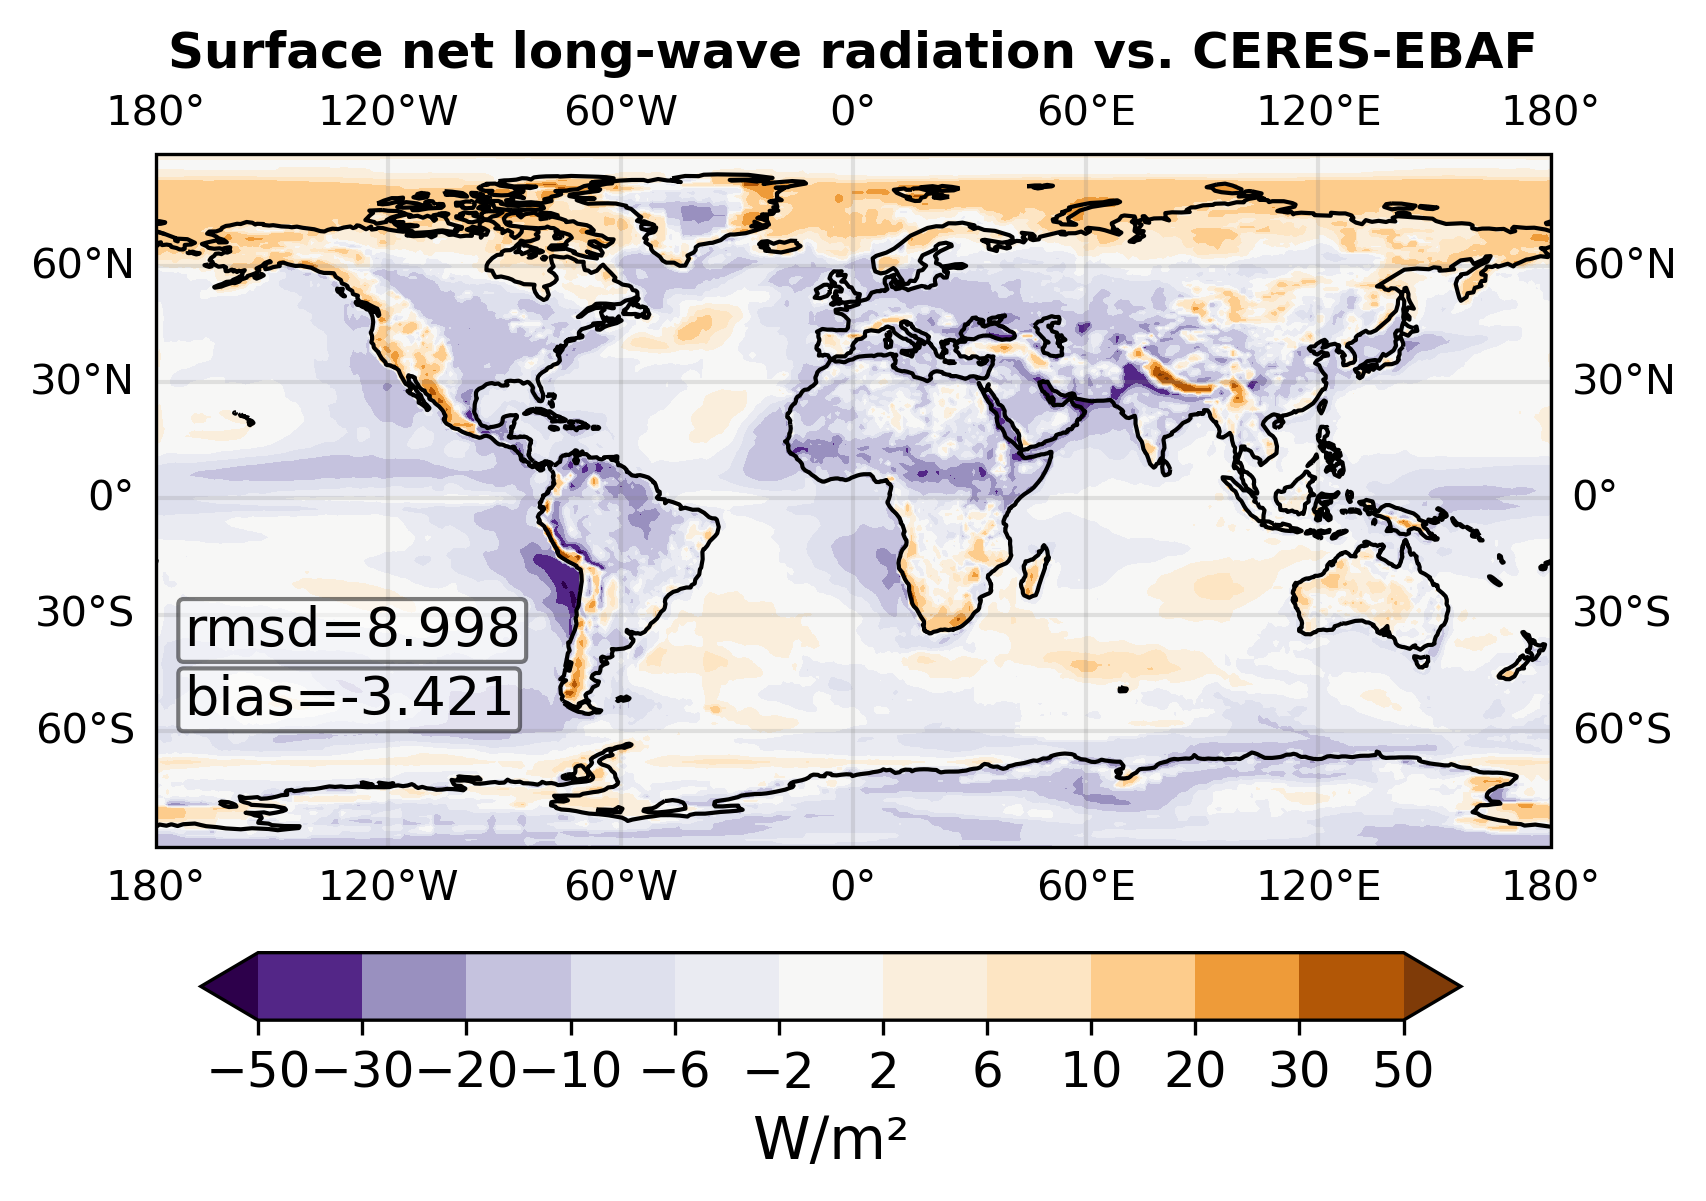 Surface net long-wave radiation vs. CERES-EBAF
180° 120°W 60°W 0° 60°E 120°E 180°
60°N 60°N
30°N 30°N
0° 0°
30°S 30°S
rmsd=8.998
bias=-3.421
60°S 60°S
180° 120°W 60°W 0° 60°E 120°E 180°
−50 −30 −20 −10 −6 −2 2 6 10 20 30 50
W/m²